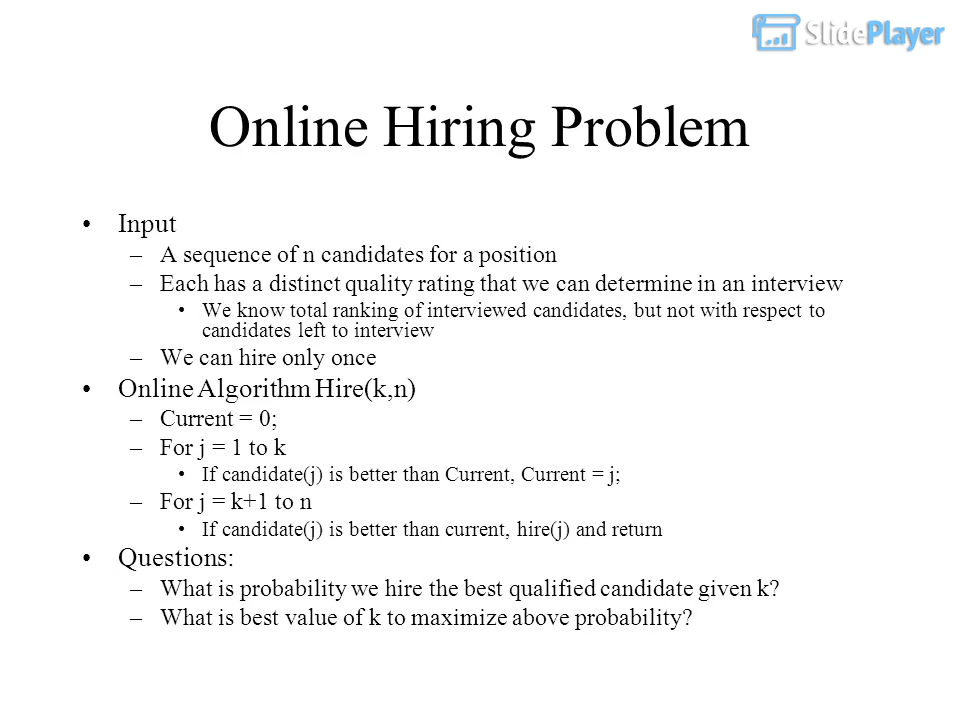 SlidePlayer
Online Hiring Problem
• Input
– A sequence of n candidates for a position
– Each has a distinct quality rating that we can determine in an interview
• We know total ranking of interviewed candidates, but not with respect to
candidates left to interview
– We can hire only once
• Online Algorithm Hire(k,n)
– Current = 0;
– For j = 1 to k
• If candidate(j) is better than Current, Current = j;
– For j = k+1 to n
• If candidate(j) is better than current, hire(j) and return
• Questions:
– What is probability we hire the best qualified candidate given k?
– What is best value of k to maximize above probability?